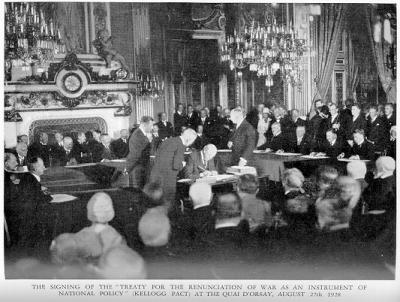 THE SIGNING OF THE "TREATY FOR THE RENUNCIATION OF WAR AS AN INSTRUMENT OF
NATIONAL POLICY" (KELLOGG PACT) AT THE QUAI D'ORSAY, AUGUST 27th, 1928